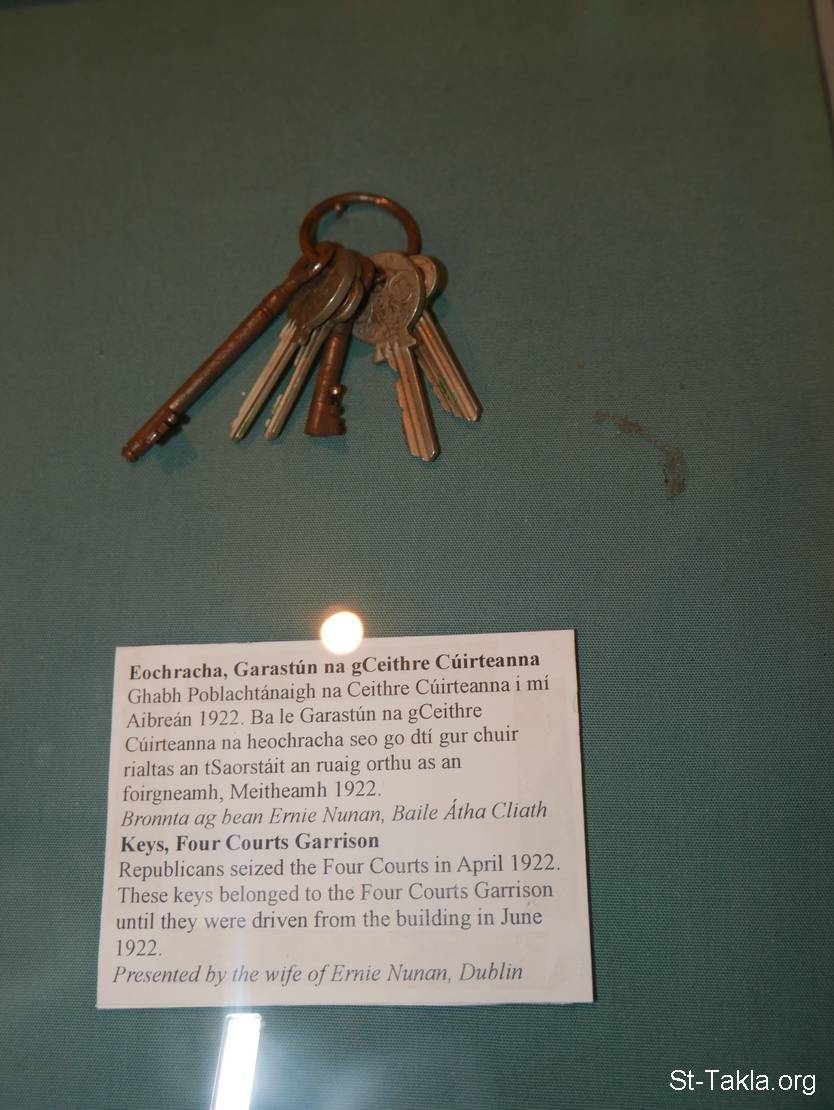 Eochracha, Garastún na gCeithre Cúirteanna
Ghabh Poblachtánaigh na Ceithre Cúirteanna i mí
Aibreán 1922. Ba le Garastún na gCeithre
Cúirteanna na heochracha seo go dtí gur chuir
rialtas an tSaorstáit an ruaig orthu as an
foirgneamh, Meitheamh 1922.
Bronnta ag bean Ernie Nunan, Baile Átha Cliath
Keys, Four Courts Garrison
Republicans seized the Four Courts in April 1922.
These keys belonged to the Four Courts Garrison
until they were driven from the building in June
1922.
Presented by the wife of Ernie Nunan, Dublin
St-Takla.org